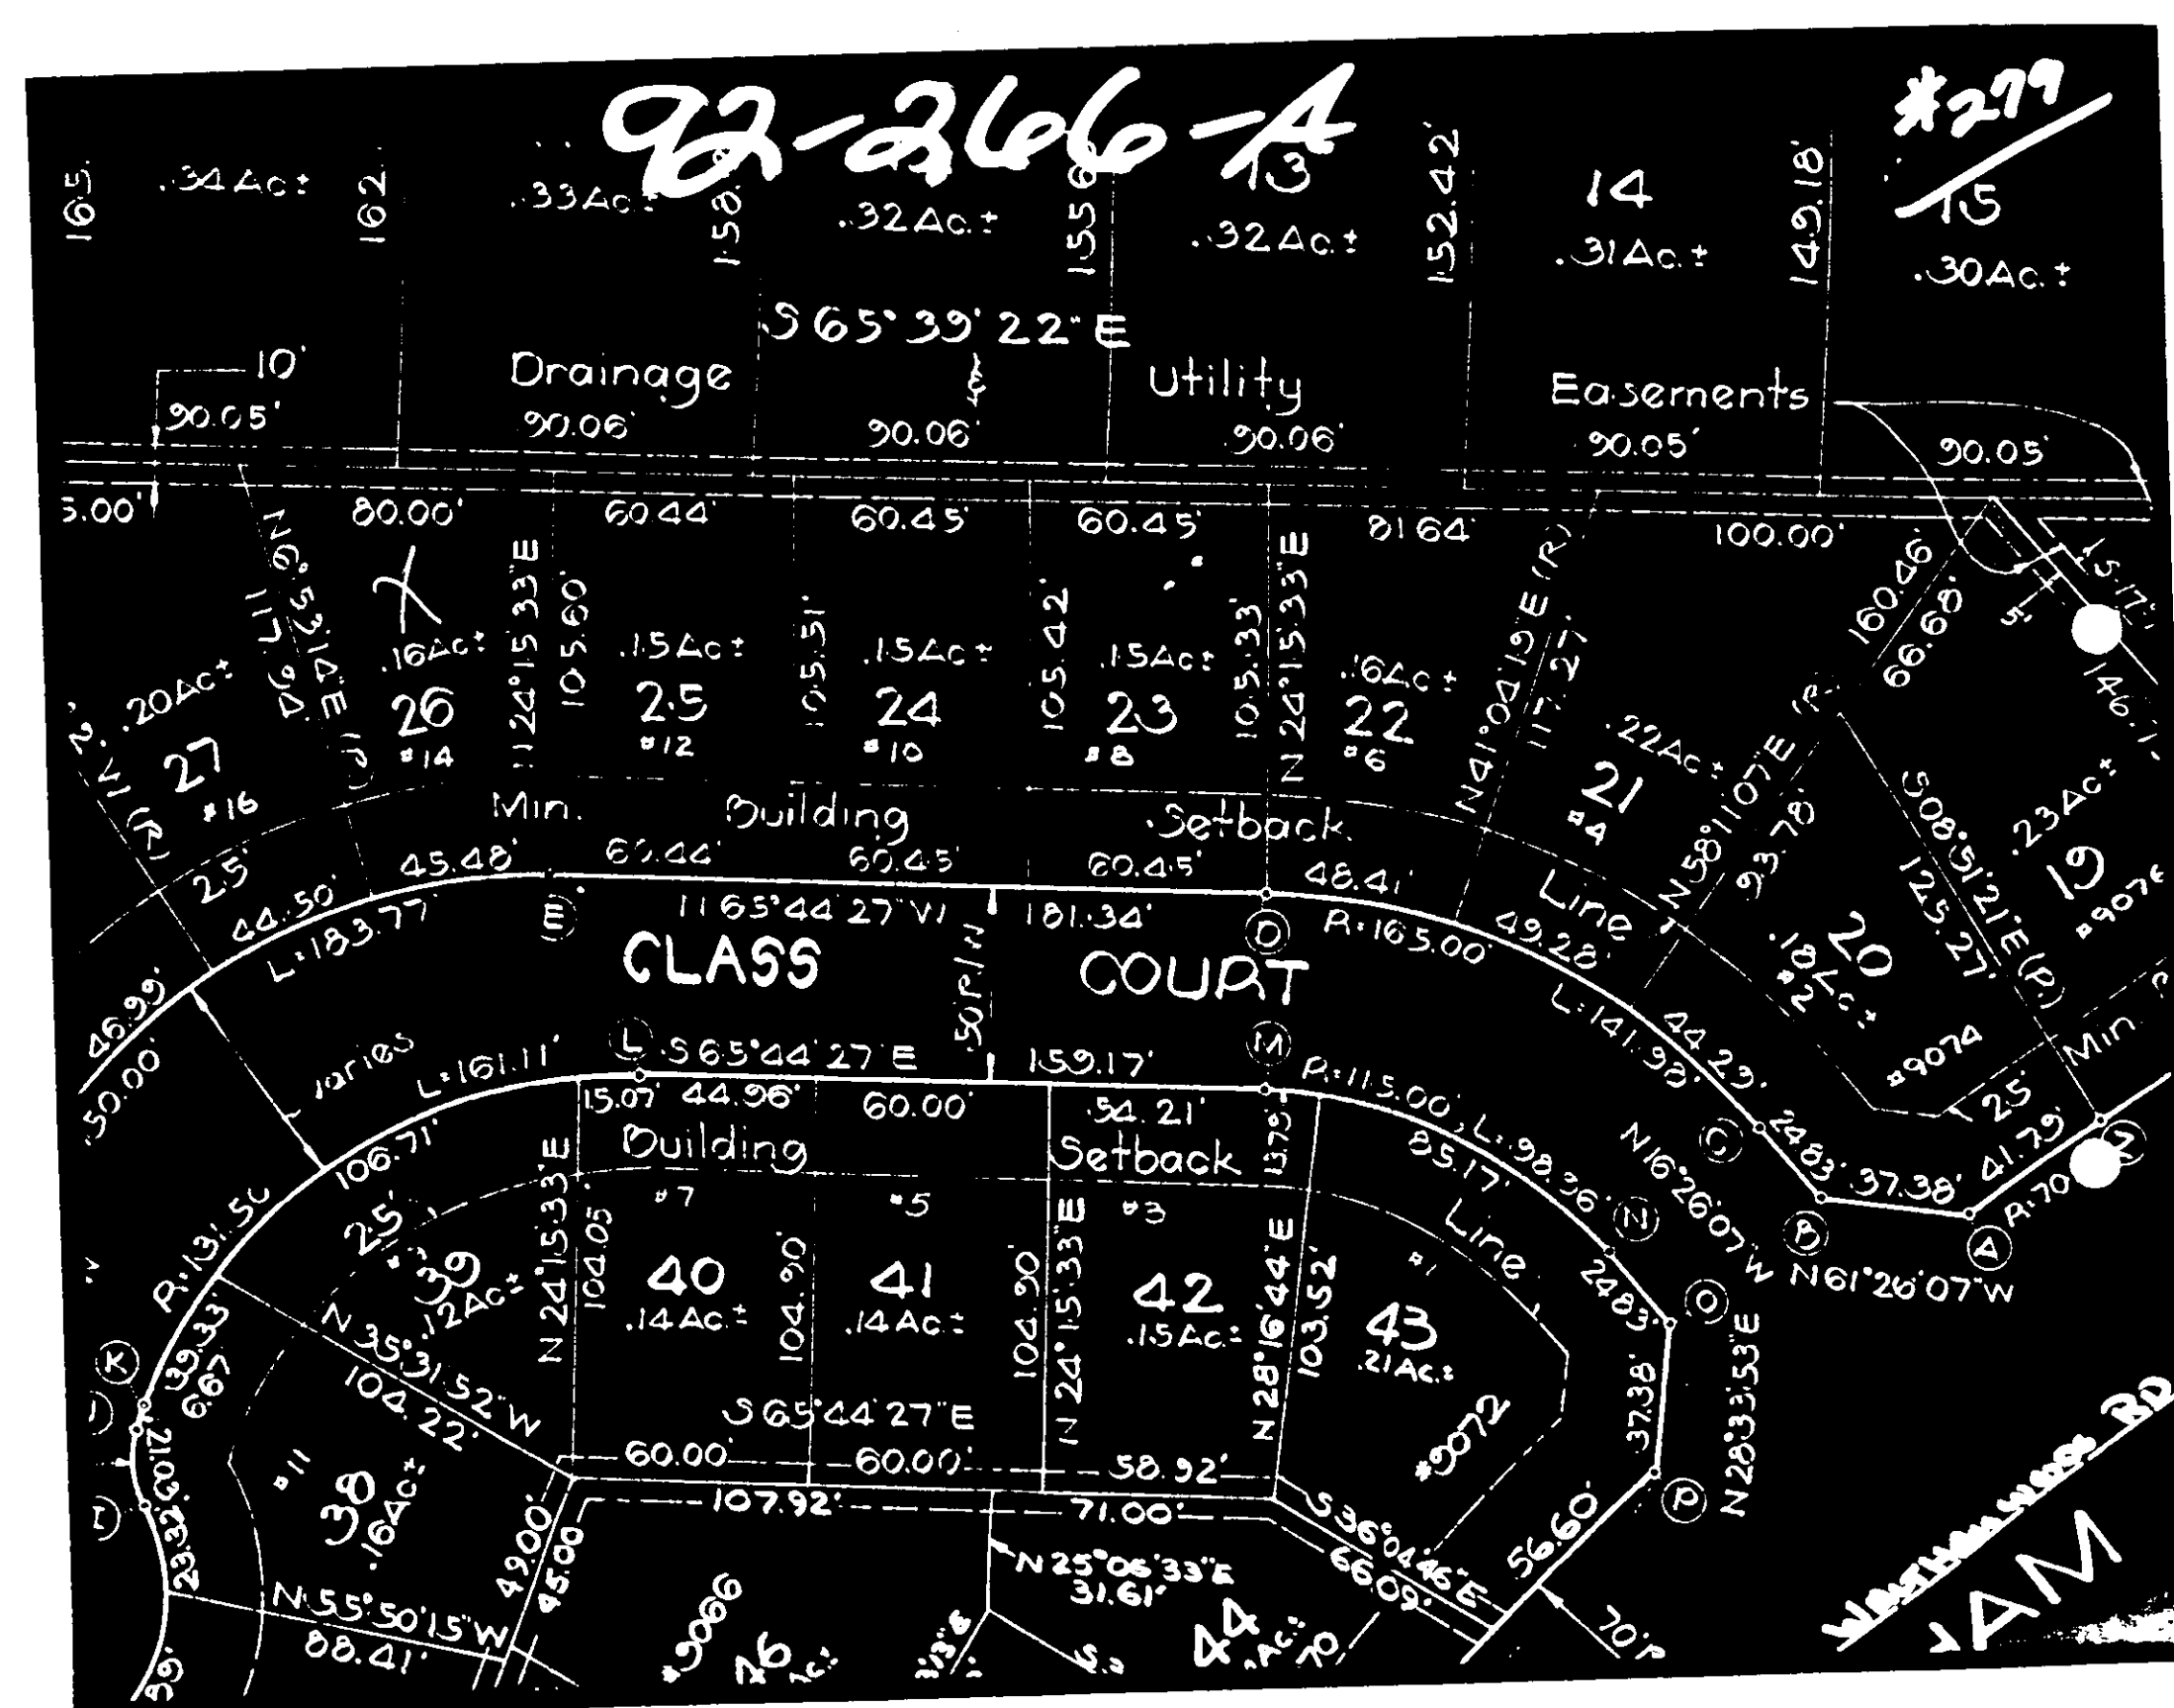 92-266-A
*279
165'
.34 Ac.±
162'
.33 Ac.±
.32 Ac.±
13
.32 Ac.±
152.42'
14
.31 Ac.±
149.18'
15
.30 Ac.±
S 65° 39' 22" E
10'
Drainage & Utility Easements
90.05'
90.06'
90.06'
90.06'
90.05'
90.05'
5.00'
80.00'
60.44'
60.45'
60.45'
81.64'
100.00'
N 24° 15' 33" E
105.60'
105.51'
105.42'
105.33'
N 24° 15' 33" E
N 41° 04' 19" E (R)
117.27'
160.46'
66.68'
5'
.20 Ac.±
27
#16
.16 Ac.±
26
#14
.15 Ac.±
25
#12
.15 Ac.±
24
#10
.15 Ac.±
23
#8
.16 Ac.±
22
#6
.22 Ac.±
21
#4
N 58° 11' 07" E
93.78'
S 08° 51' 21" E (R)
125.27'
.23 Ac.±
19
20
.18 Ac.±
#2
#9074
Min. Building Setback Line
25'
44.50'
45.48'
60.44'
60.45'
60.45'
48.41'
49.28'
44.23'
46.99'
50.00'
L=183.77'
E
N 65° 44' 27" W
181.34'
D
R=165.00'
L=141.98'
CLASS COURT
50' R/W
Varies
L=161.11'
L
S 65° 44' 27" E
159.17'
M
R=115.00', L=98.36'
Min.
25'
C
24.83'
37.38'
41.79'
B
A
R=70
N 16° 26' 07" W
N 61° 26' 07" W
106.71'
15.07'
44.96'
60.00'
54.21'
13.79'
85.17'
Building Setback Line
R=131.50
25'
39
.12 Ac.±
N 24° 15' 33" E
104.05'
#7
40
.14 Ac.±
104.90'
#5
41
.14 Ac.±
104.90'
N 24° 15' 33" E
#3
42
.15 Ac.±
N 28° 16' 44" E
103.52'
#1
43
.21 Ac.±
#9072
N
24.83'
O
37.38'
N 28° 33' 53" E
P
K
39.33'
6.67'
21.03'
23.32'
N 35° 31' 52" W
104.22'
#11
38
.16 Ac.±
S 65° 44' 27" E
60.00'
60.00'
58.92'
107.92'
71.00'
49.00'
45.00'
N 25° 06' 33" E
31.61'
S 36° 04' 46" E
66.09'
56.60'
N 55° 50' 15" W
88.41'
#9066
46
44
JAM